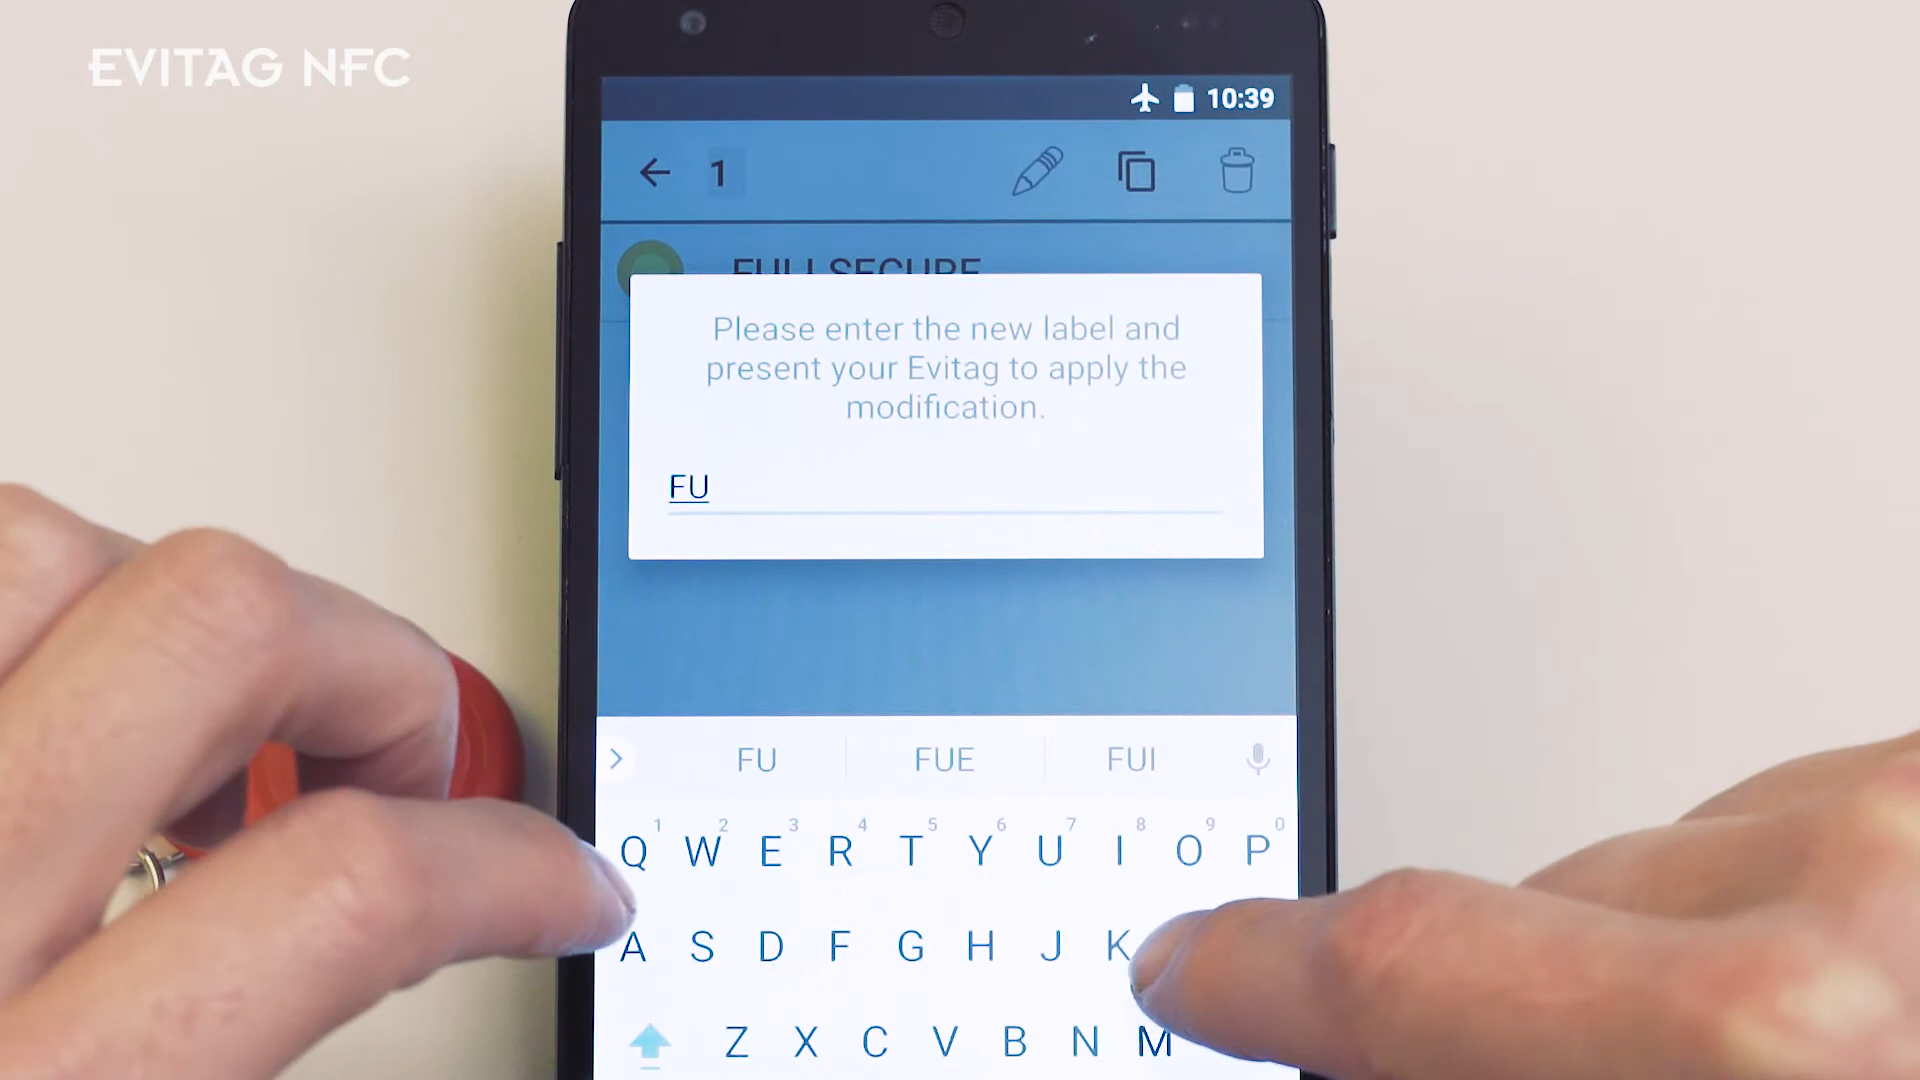 EVITAG NFC
10:39
1
FULLSECURE
Please enter the new label and
present your Evitag to apply the
modification.
FU
FU FUE FUI
1 2 3 4 5 6 7 8 9 0
Q W E R T Y U I O P
A S D F G H J K
Z X C V B N M